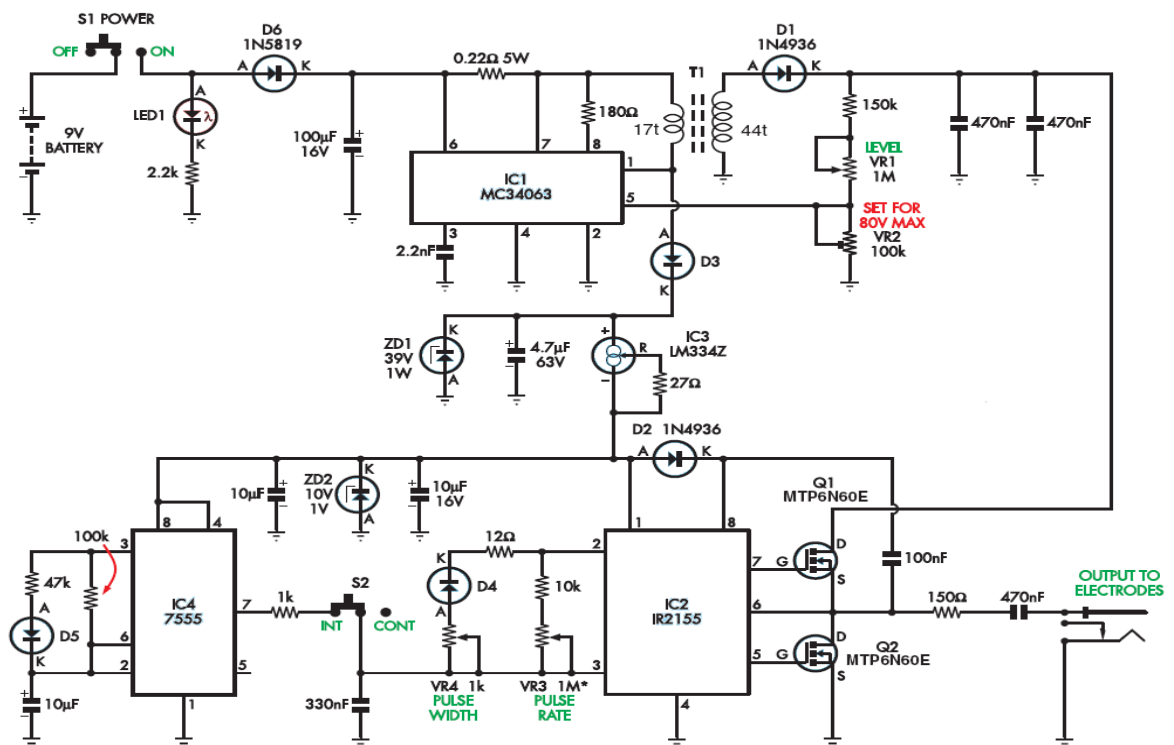 S1 POWER
OFF
ON
A
D6
1N5819
K
0.22Ω 5W
T1
D1
1N4936
A
K
+
9V
BATTERY
−
A
LED1
λ
K
2.2k
100µF
16V
+
−
180Ω
17t
44t
150k
470nF
470nF
LEVEL
VR1
1M
6
7
8
1
IC1
MC34063
5
3
4
2
2.2nF
SET FOR
80V MAX
VR2
100k
A
D3
K
ZD1
39V
1W
K
A
+
4.7µF
63V
−
+
IC3
LM334Z
R
−
27Ω
D2 1N4936
A
K
10µF
+
−
ZD2
10V
1V
K
A
+
10µF
16V
−
Q1
MTP6N60E
100k
8
4
3
47k
A
D5
K
IC4
7555
7
6
2
5
1
+
10µF
−
1k
S2
INT
CONT
330nF
12Ω
K
D4
A
VR4 1k
PULSE
WIDTH
10k
VR3 1M*
PULSE
RATE
1
8
2
7
G
D
S
IC2
IR2155
6
5
G
D
S
3
4
100nF
Q2
MTP6N60E
150Ω
470nF
OUTPUT TO
ELECTRODES